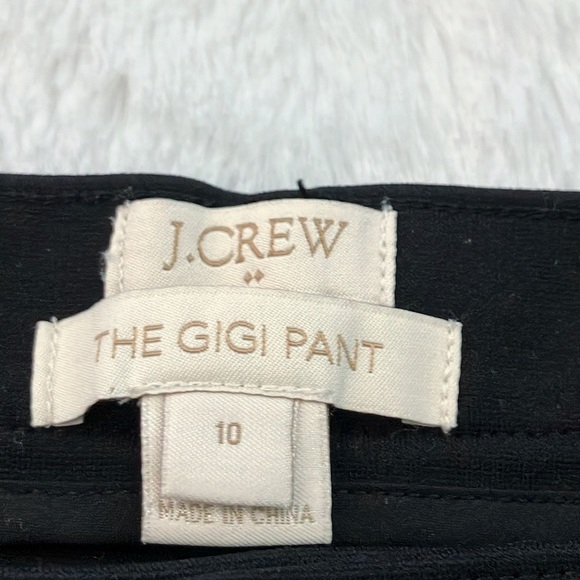 J.CREW
THE GIGI PANT
10
MADE IN CHINA